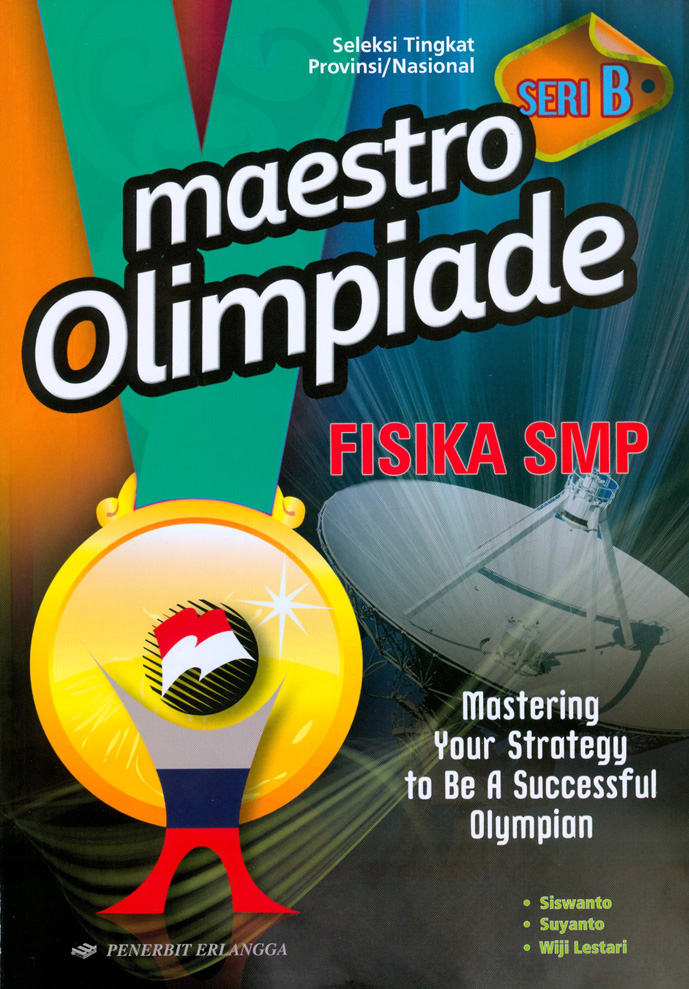 Seleksi Tingkat
Provinsi/Nasional
SERI B
maestro
Olimpiade
FISIKA SMP
Mastering
Your Strategy
to Be A Successful
Olympian
• Siswanto
• Suyanto
• Wiji Lestari
PENERBIT ERLANGGA